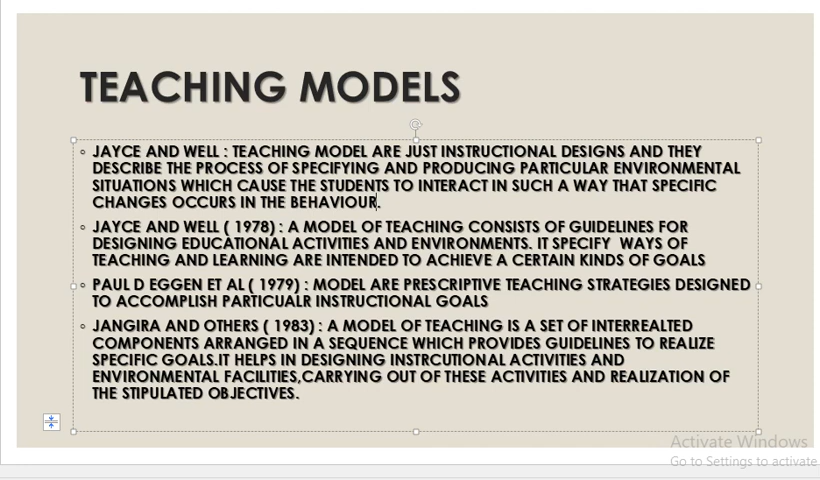 TEACHING MODELS
JAYCE AND WELL : TEACHING MODEL ARE JUST INSTRUCTIONAL DESIGNS AND THEY
DESCRIBE THE PROCESS OF SPECIFYING AND PRODUCING PARTICULAR ENVIRONMENTAL
SITUATIONS WHICH CAUSE THE STUDENTS TO INTERACT IN SUCH A WAY THAT SPECIFIC
CHANGES OCCURS IN THE BEHAVIOUR.
JAYCE AND WELL ( 1978) : A MODEL OF TEACHING CONSISTS OF GUIDELINES FOR
DESIGNING EDUCATIONAL ACTIVITIES AND ENVIRONMENTS. IT SPECIFY  WAYS OF
TEACHING AND LEARNING ARE INTENDED TO ACHIEVE A CERTAIN KINDS OF GOALS
PAUL D EGGEN ET AL ( 1979) : MODEL ARE PRESCRIPTIVE TEACHING STRATEGIES DESIGNED
TO ACCOMPLISH PARTICUALR INSTRUCTIONAL GOALS
JANGIRA AND OTHERS ( 1983) : A MODEL OF TEACHING IS A SET OF INTERREALTED
COMPONENTS ARRANGED IN A SEQUENCE WHICH PROVIDES GUIDELINES TO REALIZE
SPECIFIC GOALS.IT HELPS IN DESIGNING INSTRCUTIONAL ACTIVITIES AND
ENVIRONMENTAL FACILITIES,CARRYING OUT OF THESE ACTIVITIES AND REALIZATION OF
THE STIPULATED OBJECTIVES.
Activate Windows
Go to Settings to activate